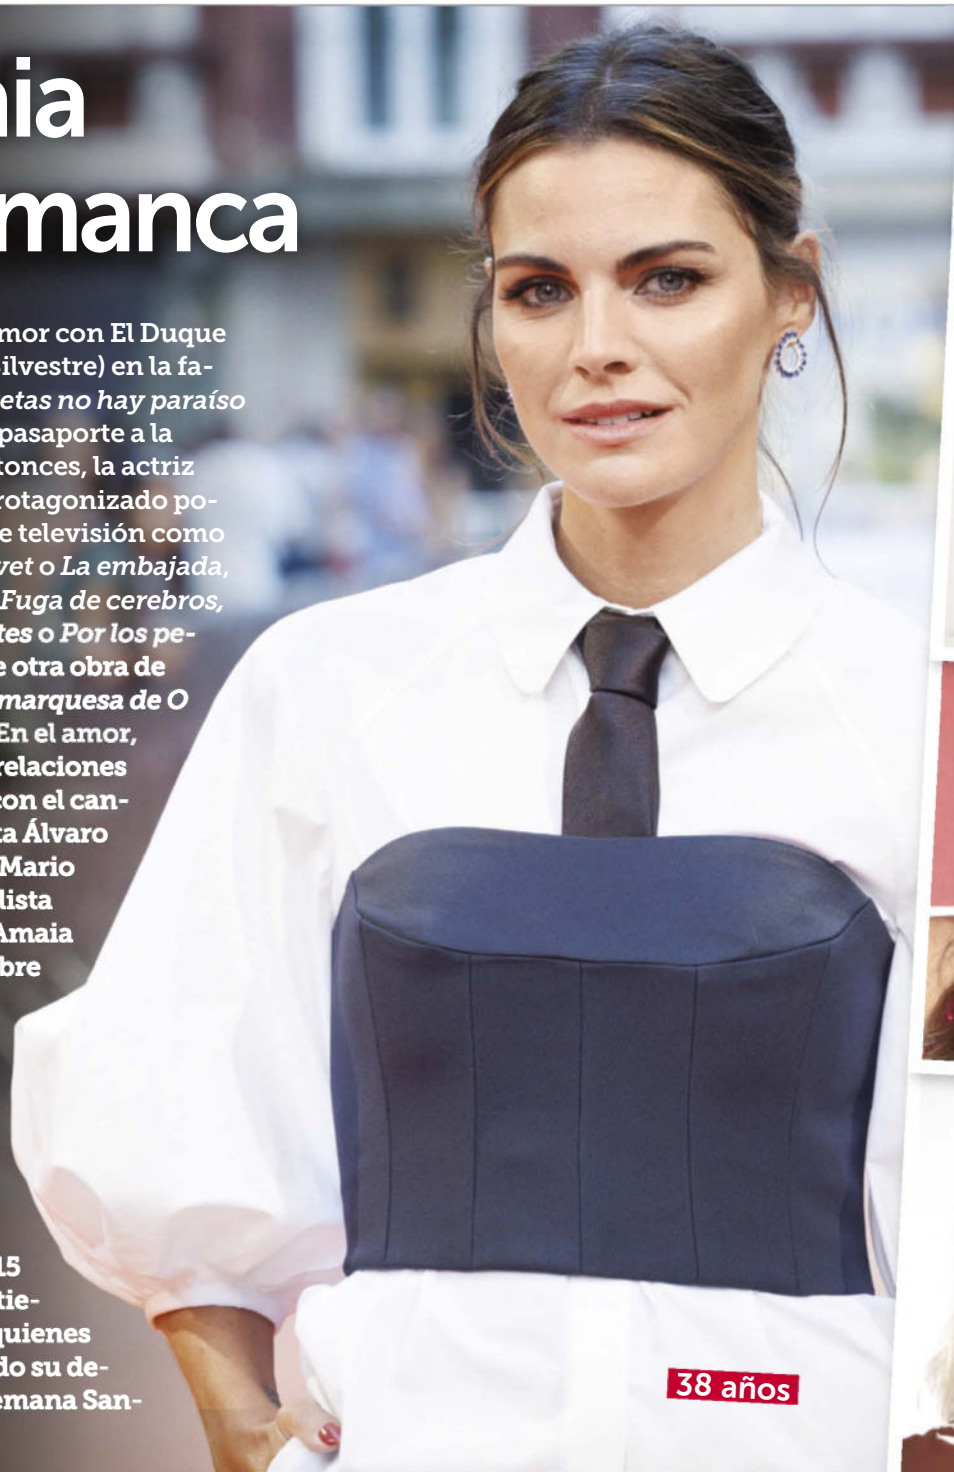 ia
manca
mor con El Duque
ilvestre) en la fa-
etas no hay paraíso
pasaporte a la
tonces, la actriz
rotagonizado po-
e televisión como
vet o La embajada,
Fuga de cerebros,
tes o Por los pe-
e otra obra de
marquesa de O
En el amor,
relaciones
con el can-
ta Álvaro
Mario
lista
Amaia
bre
15
tie-
quienes
do su de-
emana San-
38 años